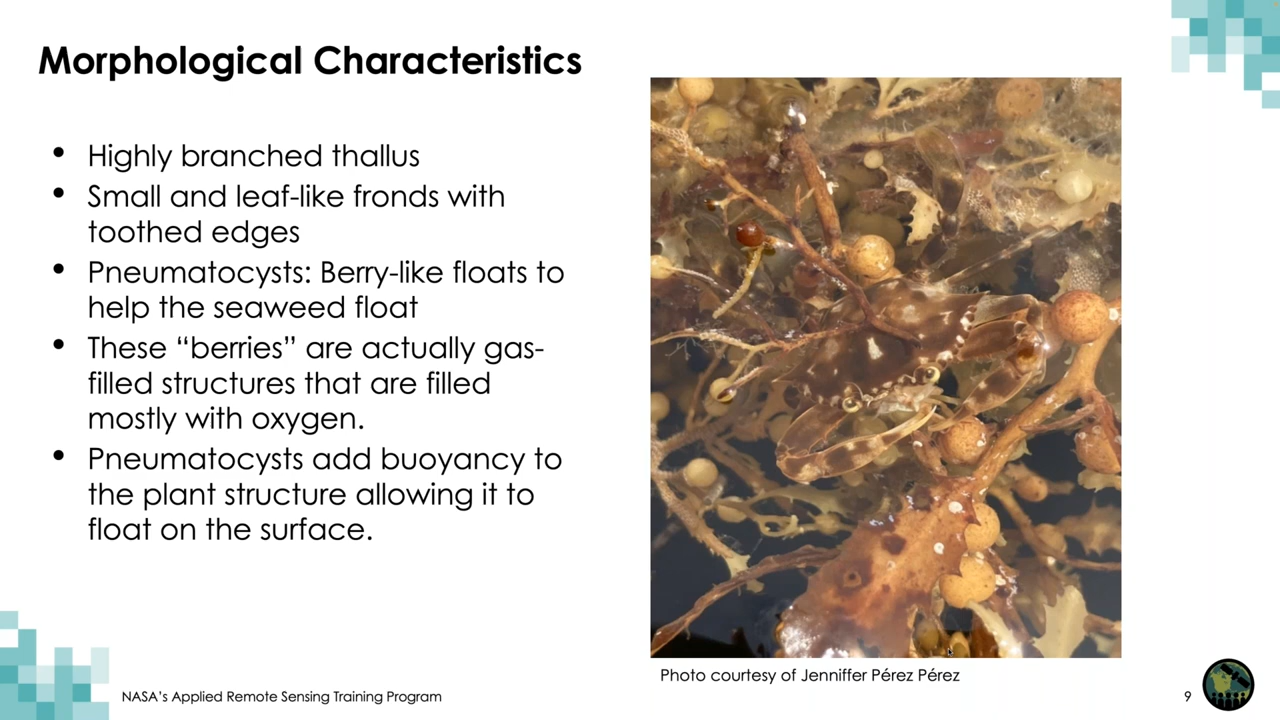 Morphological Characteristics
• Highly branched thallus
• Small and leaf-like fronds with
toothed edges
• Pneumatocysts: Berry-like floats to
help the seaweed float
• These “berries” are actually gas-
filled structures that are filled
mostly with oxygen.
• Pneumatocysts add buoyancy to
the plant structure allowing it to
float on the surface.
Photo courtesy of Jenniffer Pérez Pérez
NASA’s Applied Remote Sensing Training Program
9